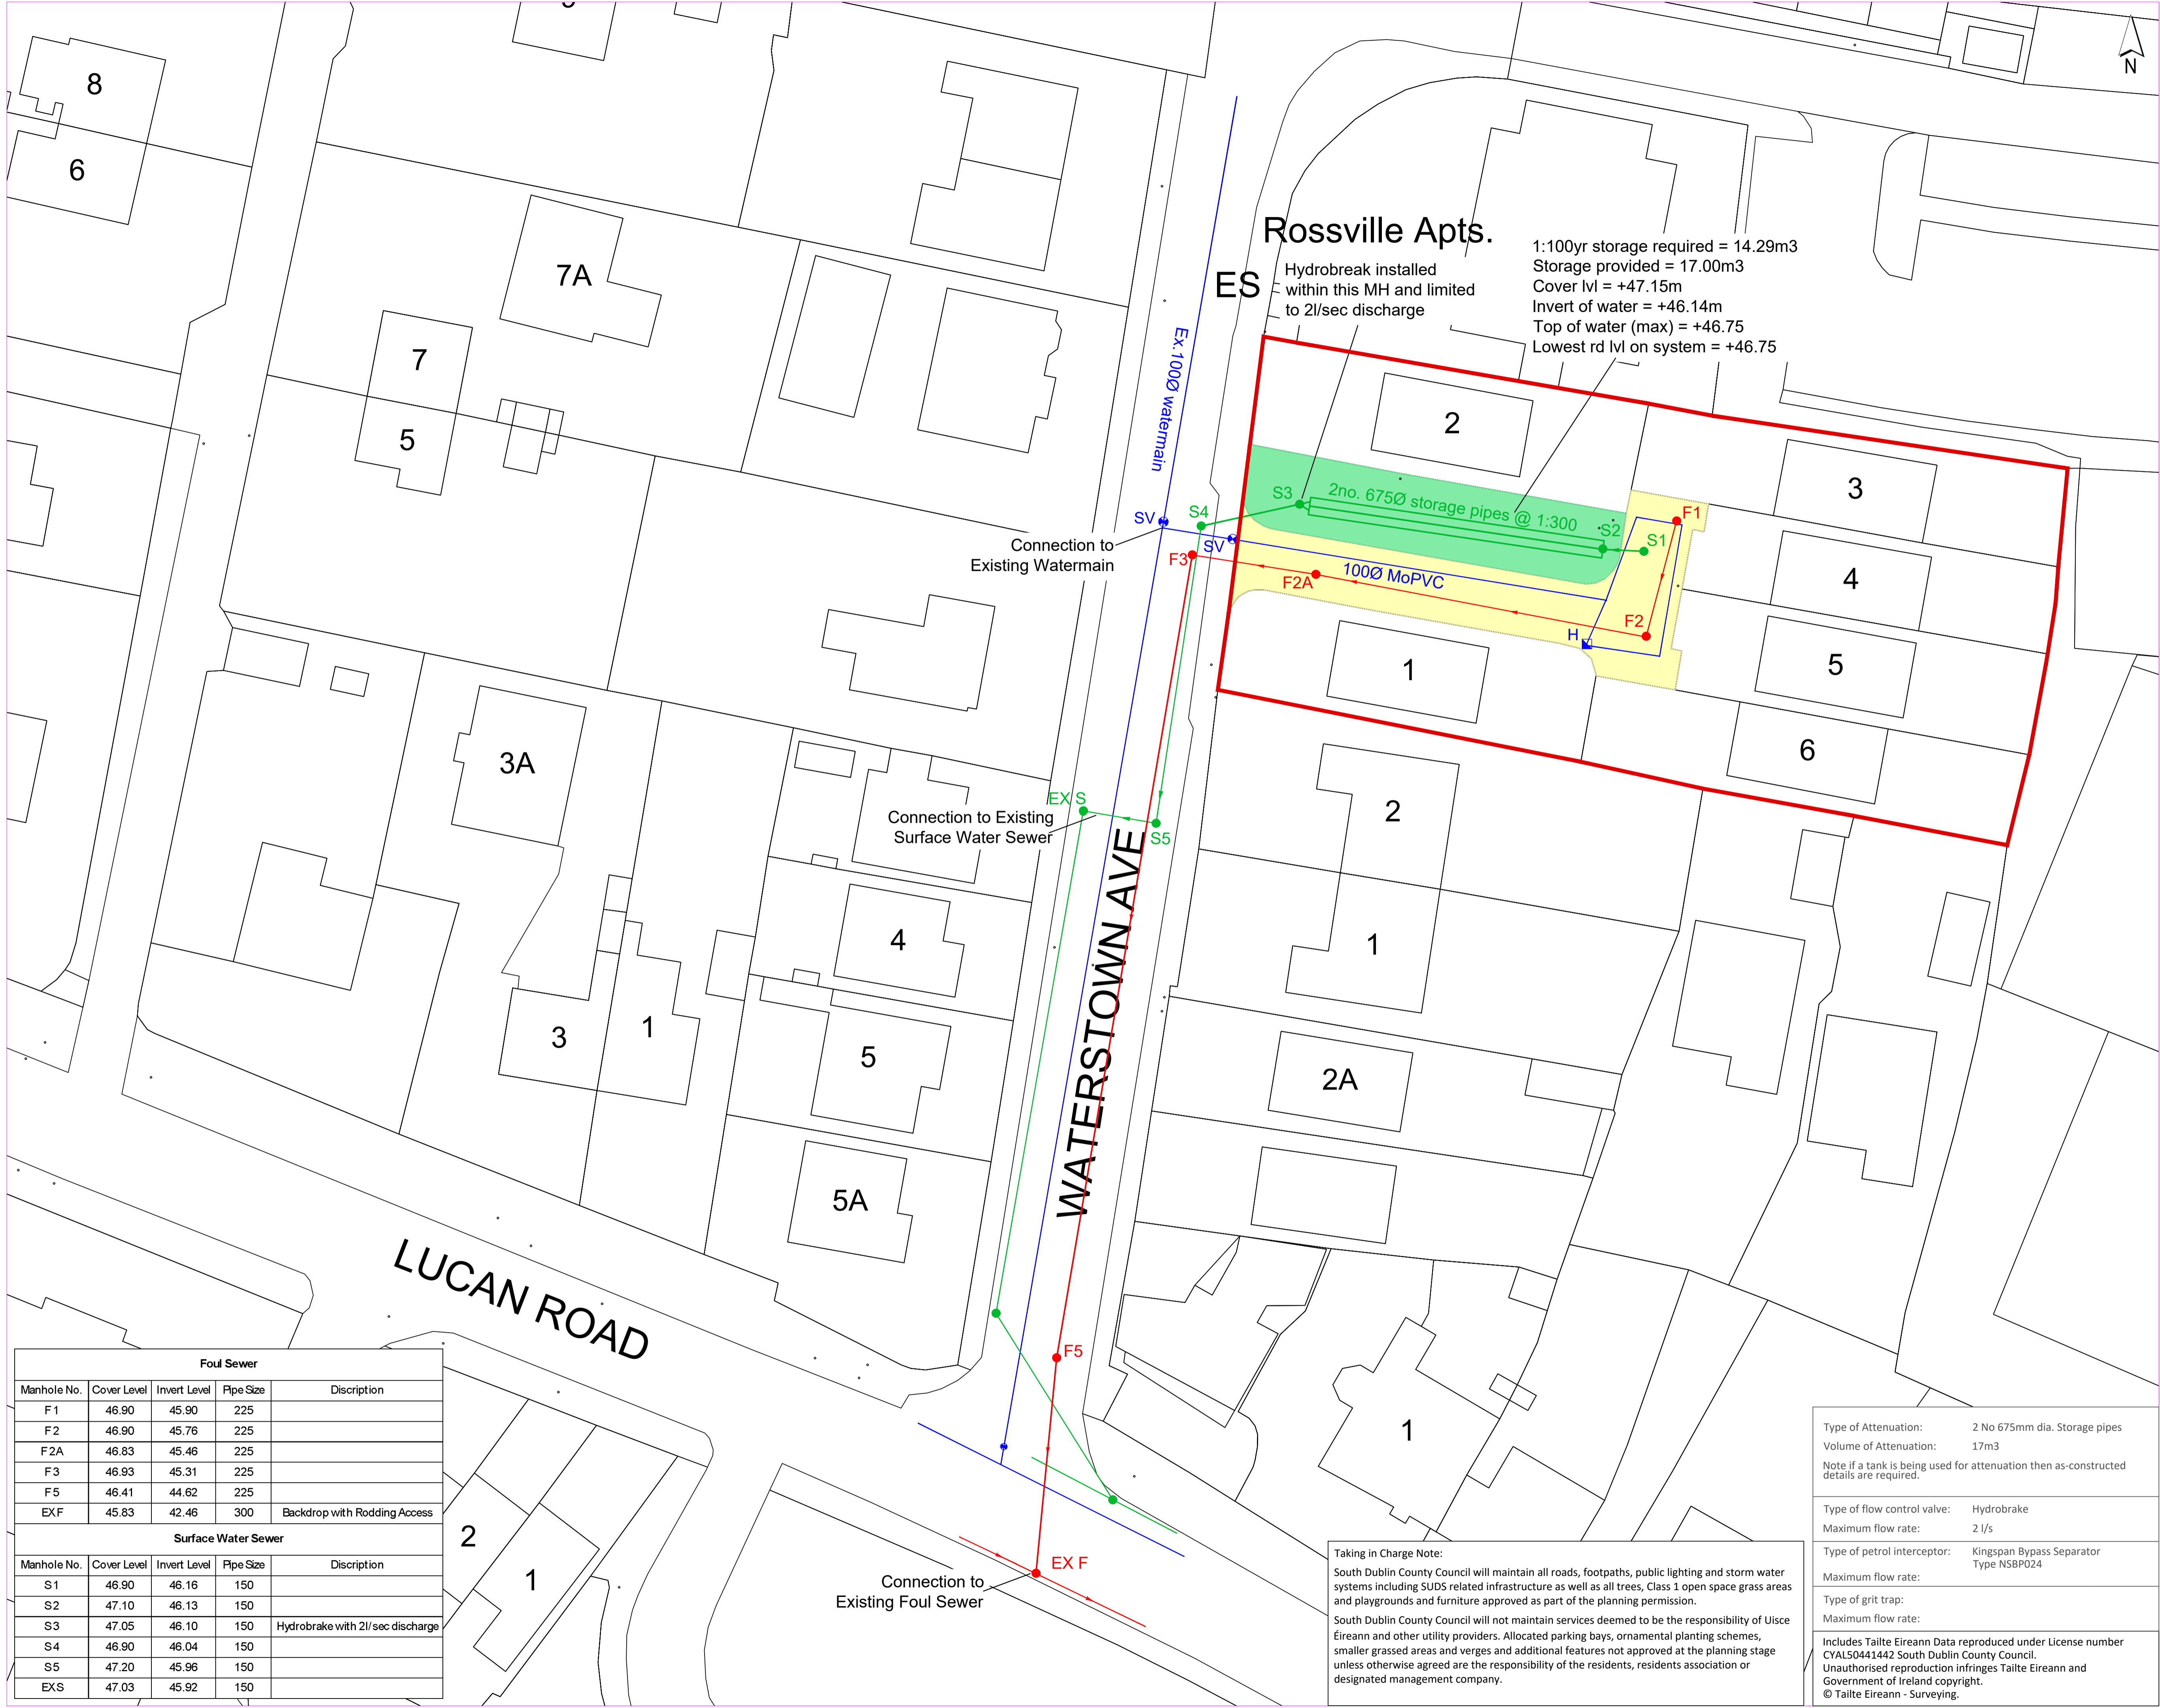 8
6
7A
7
5
3A
3
1
4
5
5A
N
Rossville Apts.
ES
Hydrobreak installed
within this MH and limited
to 2l/sec discharge
1:100yr storage required = 14.29m3
Storage provided = 17.00m3
Cover lvl = +47.15m
Invert of water = +46.14m
Top of water (max) = +46.75
Lowest rd lvl on system = +46.75
Ex.100Ø watermain
2
3
4
5
6
1
S3
2no. 675Ø storage pipes @ 1:300
S2
S1
F1
S4
SV
SV
Connection to
Existing Watermain
F3
F2A
100Ø MoPVC
F2
H
EX S
Connection to Existing
Surface Water Sewer
S5
WATERSTOWN AVE
2
1
2A
1
LUCAN ROAD
F5
EX F
Connection to
Existing Foul Sewer
2
1
Foul Sewer
Manhole No. Cover Level Invert Level Pipe Size Discription
F1 46.90 45.90 225
F2 46.90 45.76 225
F2A 46.83 45.46 225
F3 46.93 45.31 225
F5 46.41 44.62 225
EXF 45.83 42.46 300 Backdrop with Rodding Access
Surface Water Sewer
Manhole No. Cover Level Invert Level Pipe Size Discription
S1 46.90 46.16 150
S2 47.10 46.13 150
S3 47.05 46.10 150 Hydrobrake with 2l/sec discharge
S4 46.90 46.04 150
S5 47.20 45.96 150
EXS 47.03 45.92 150
Taking in Charge Note:
South Dublin County Council will maintain all roads, footpaths, public lighting and storm water
systems including SUDS related infrastructure as well as all trees, Class 1 open space grass areas
and playgrounds and furniture approved as part of the planning permission.
South Dublin County Council will not maintain services deemed to be the responsibility of Uisce
Éireann and other utility providers. Allocated parking bays, ornamental planting schemes,
smaller grassed areas and verges and additional features not approved at the planning stage
unless otherwise agreed are the responsibility of the residents, residents association or
designated management company.
Type of Attenuation: 2 No 675mm dia. Storage pipes
Volume of Attenuation: 17m3
Note if a tank is being used for attenuation then as-constructed
details are required.
Type of flow control valve: Hydrobrake
Maximum flow rate: 2 l/s
Type of petrol interceptor: Kingspan Bypass Separator
Type NSBP024
Maximum flow rate:
Type of grit trap:
Maximum flow rate:
Includes Tailte Eireann Data reproduced under License number
CYAL50441442 South Dublin County Council.
Unauthorised reproduction infringes Tailte Eireann and
Government of Ireland copyright.
© Tailte Eireann - Surveying.